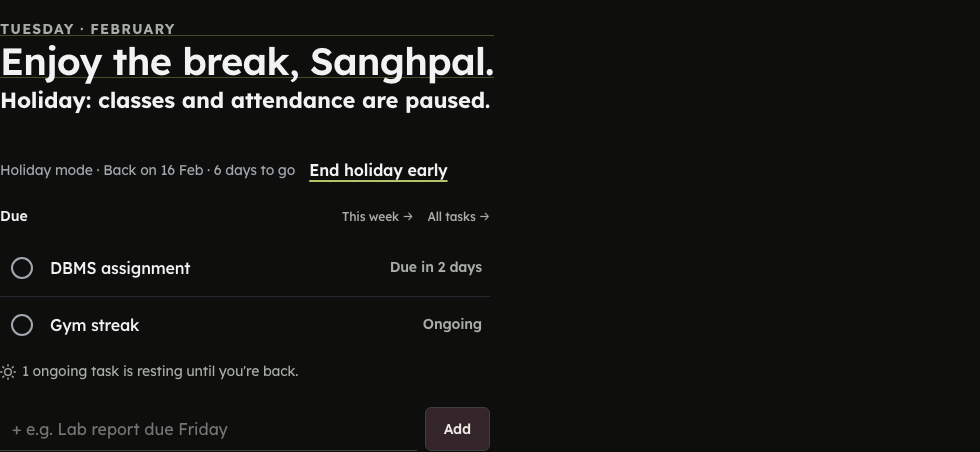 TUESDAY · FEBRUARY
Enjoy the break, Sanghpal.
Holiday: classes and attendance are paused.
Holiday mode · Back on 16 Feb · 6 days to go End holiday early
Due This week → All tasks →
DBMS assignment Due in 2 days
Gym streak Ongoing
1 ongoing task is resting until you're back.
+ e.g. Lab report due Friday Add